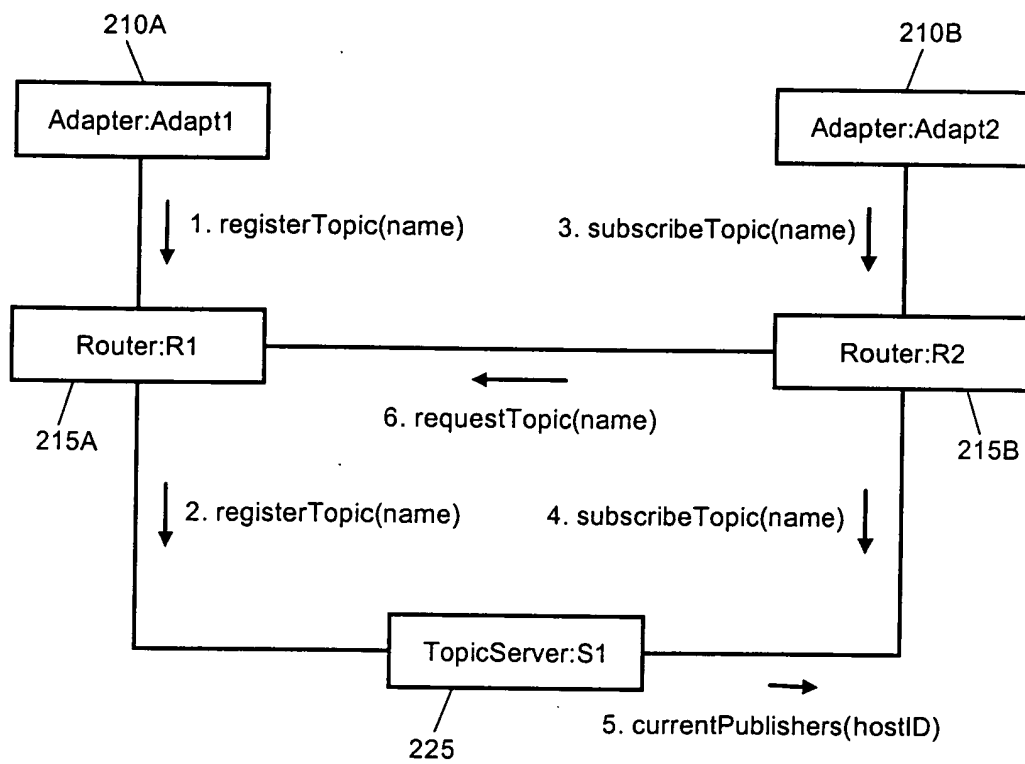 210A
210B
Adapter:Adapt1
Adapter:Adapt2
1. registerTopic(name)
3. subscribeTopic(name)
Router:R1
Router:R2
6. requestTopic(name)
215A
215B
2. registerTopic(name)
4. subscribeTopic(name)
TopicServer:S1
225
5. currentPublishers(hostID)